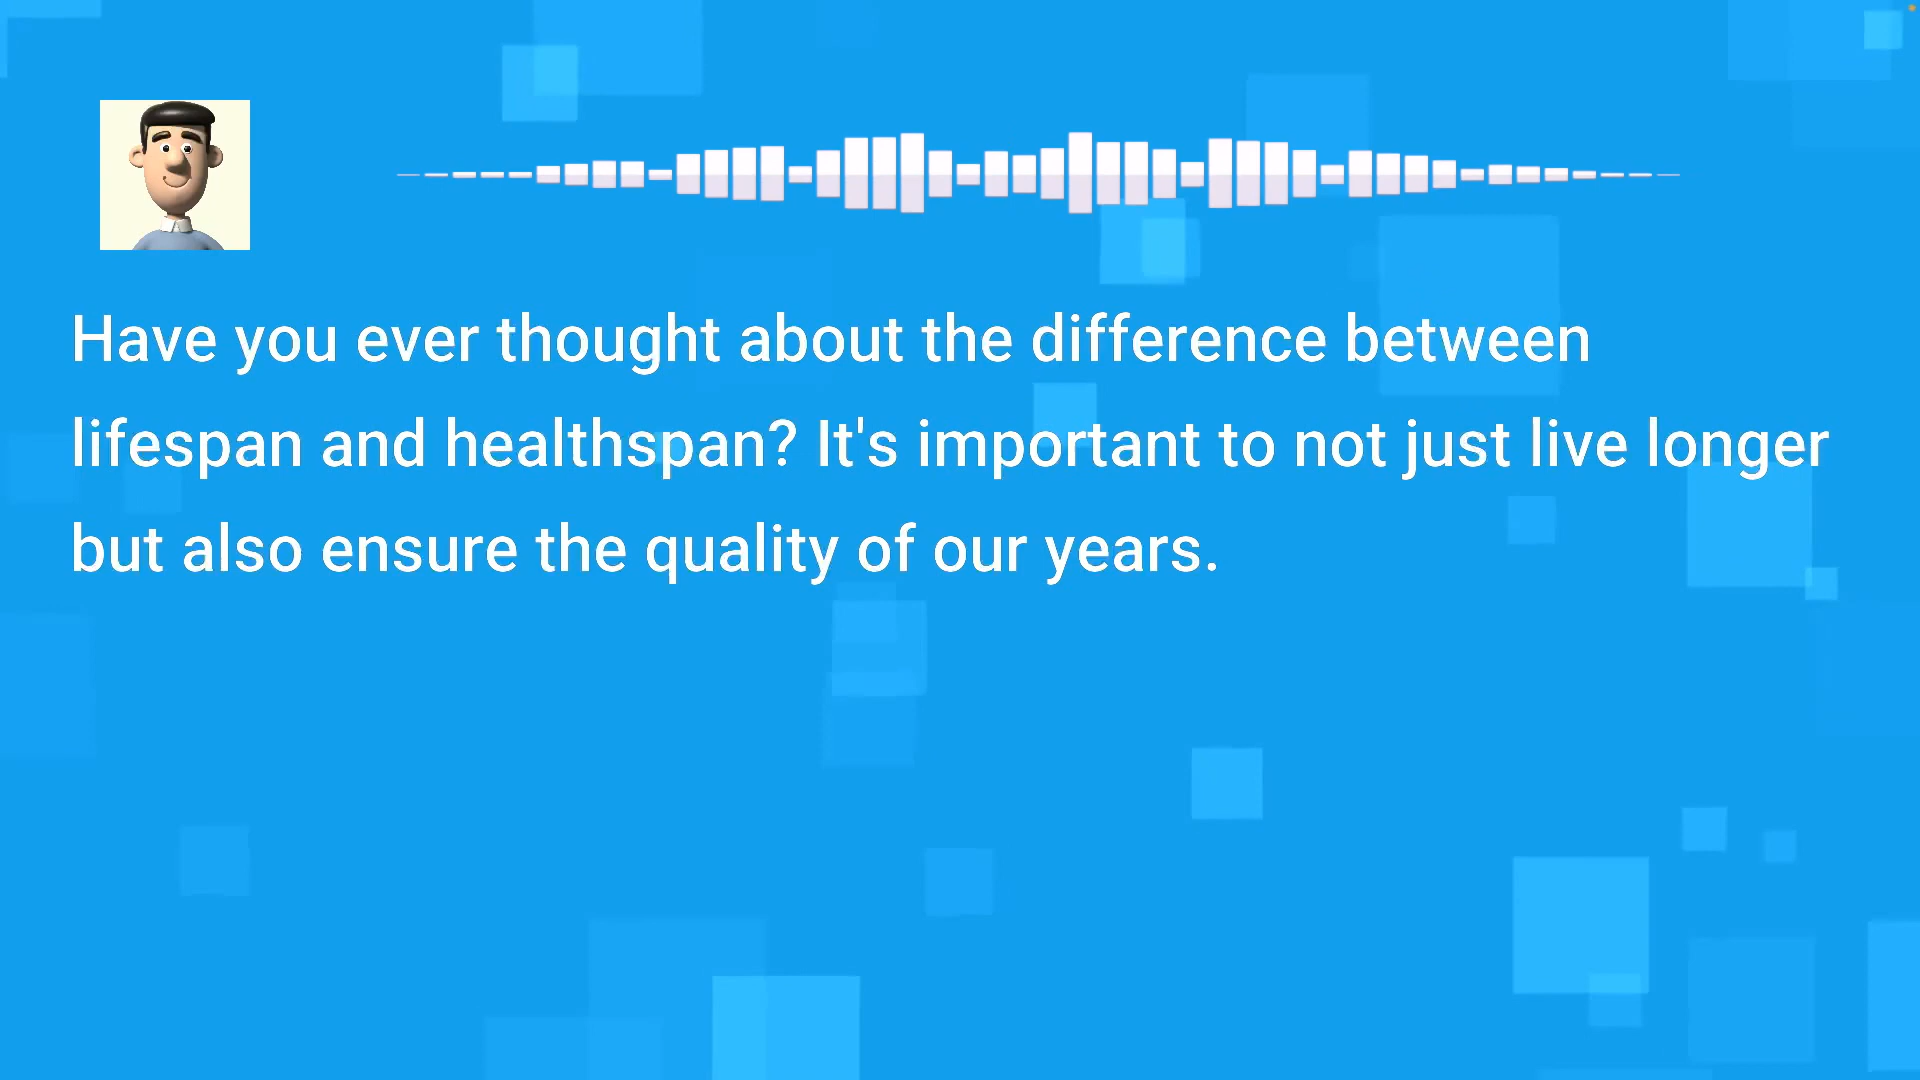 Have you ever thought about the difference between
lifespan and healthspan? It's important to not just live longer
but also ensure the quality of our years.